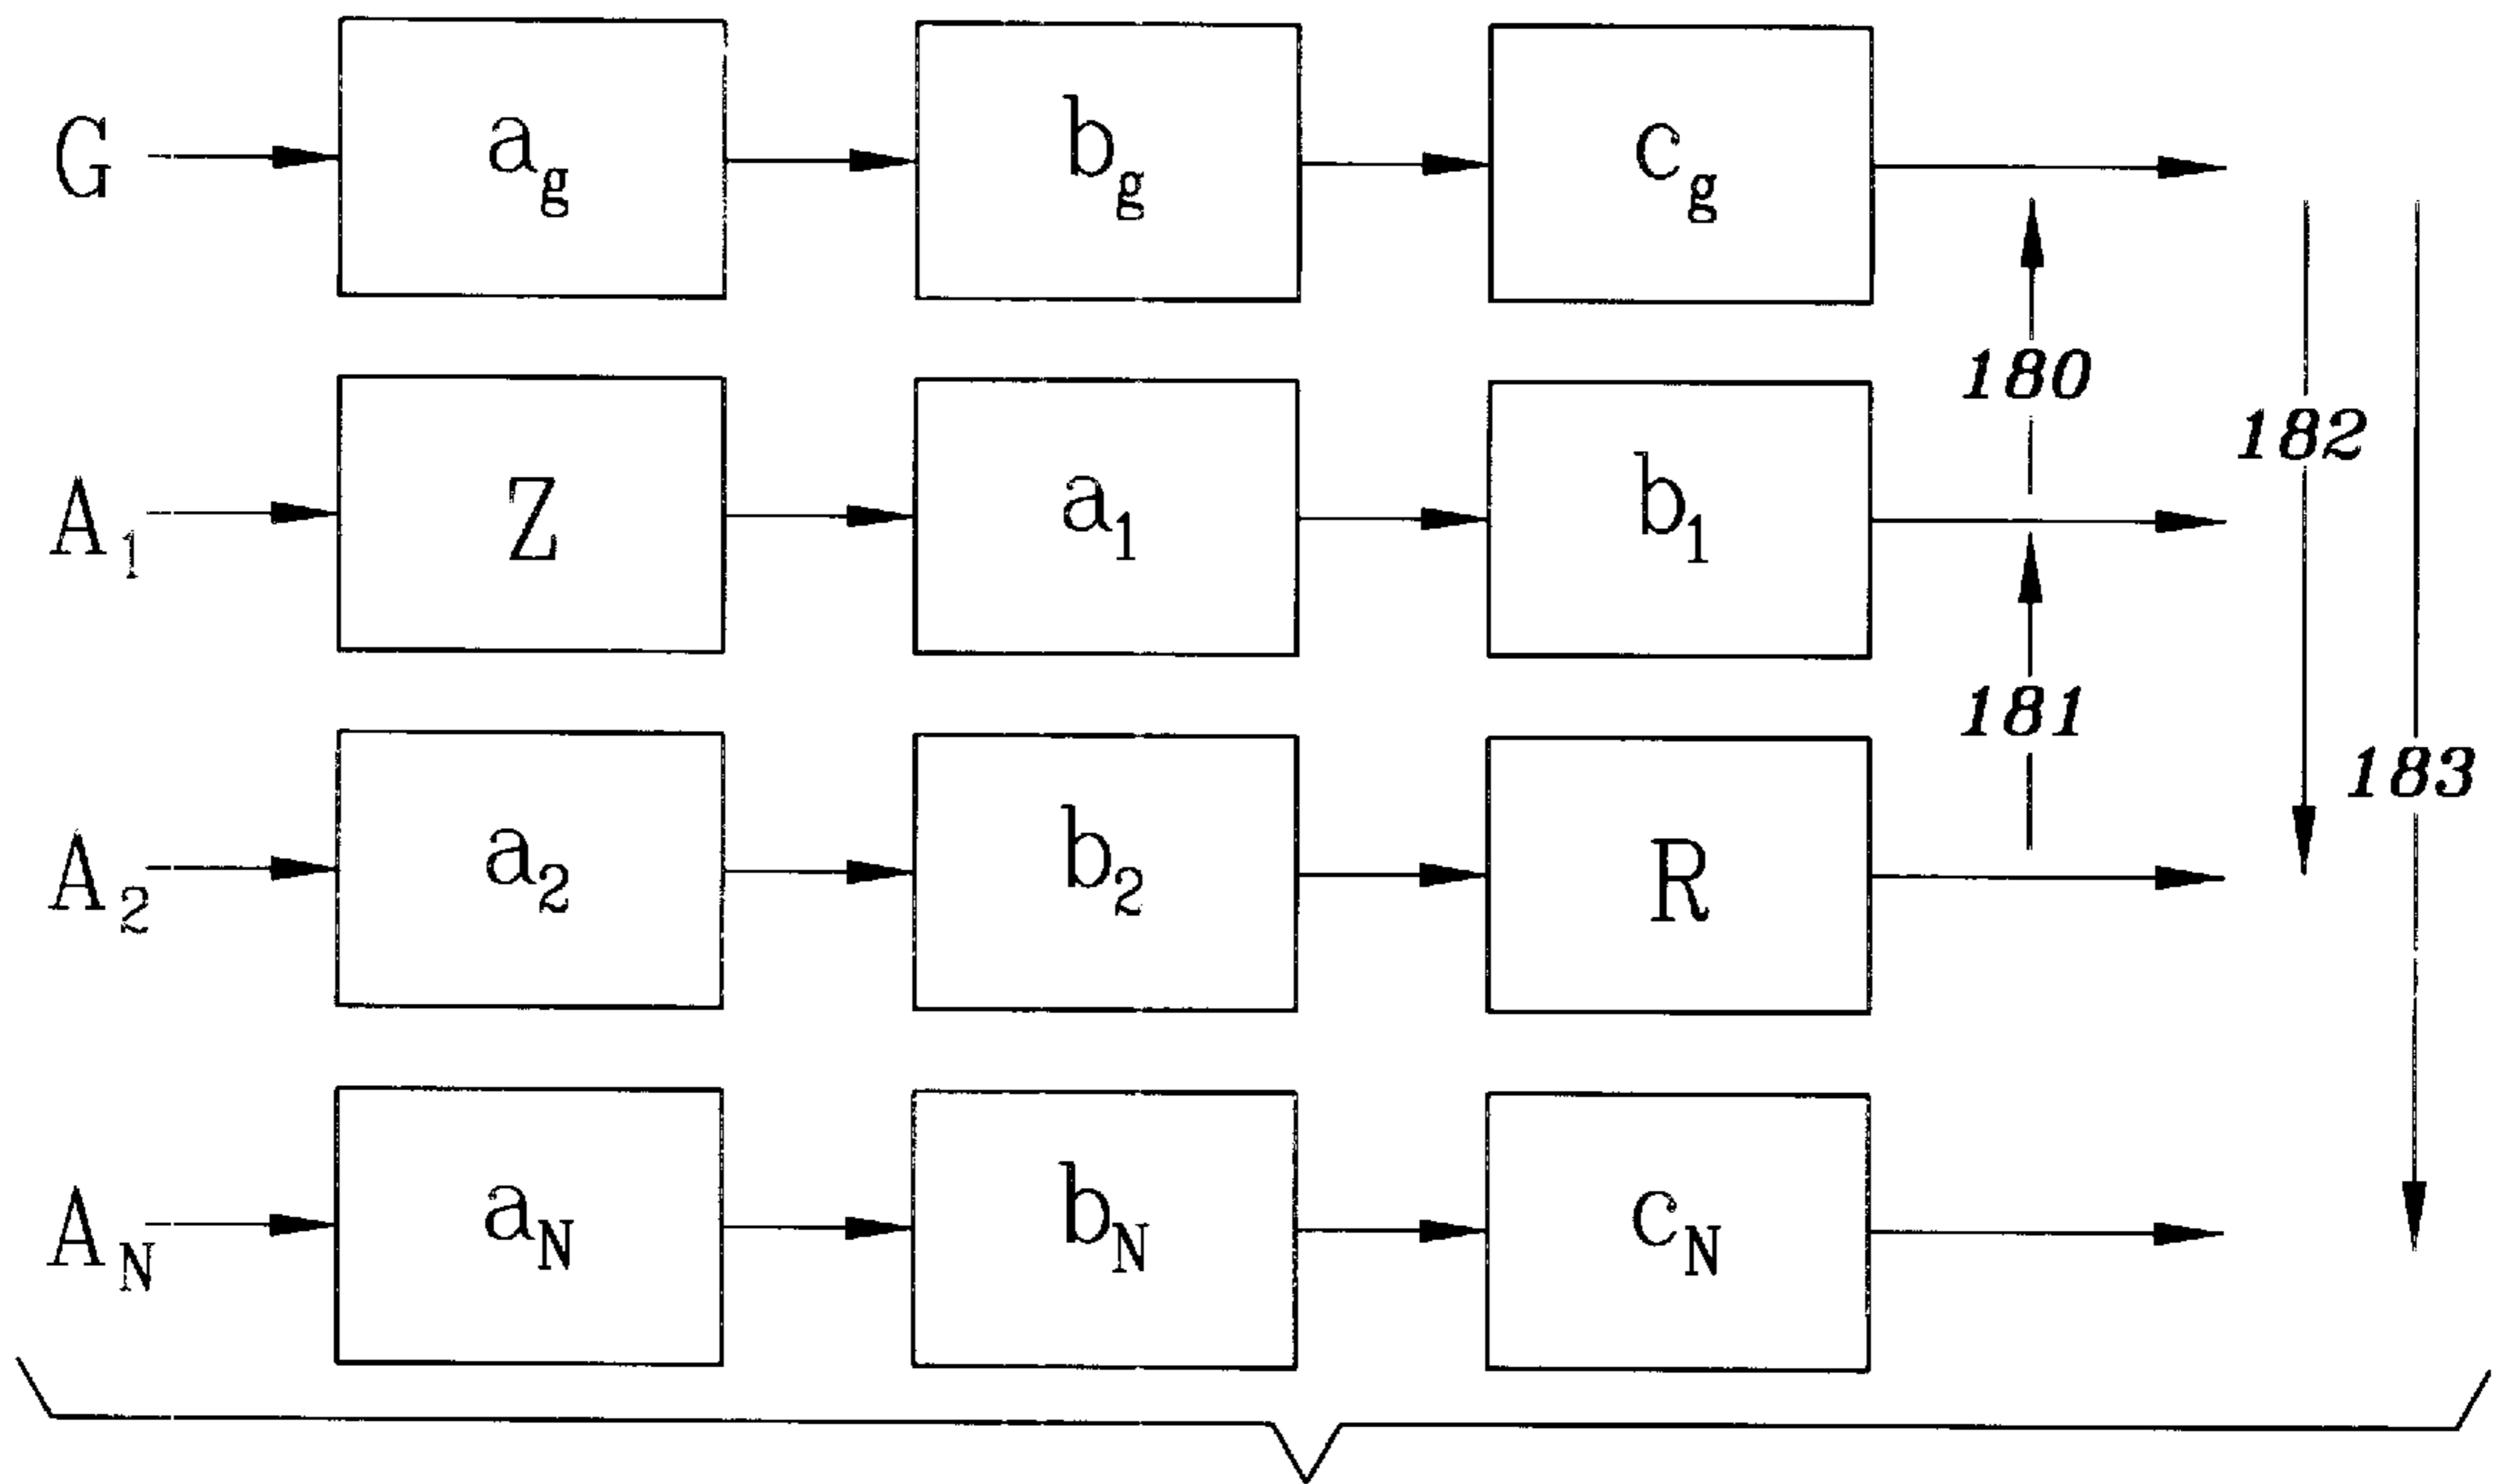 G a_g b_g c_g
180
A_1 Z a_1 b_1
182
181
A_2 a_2 b_2 R
183
A_N a_N b_N c_N